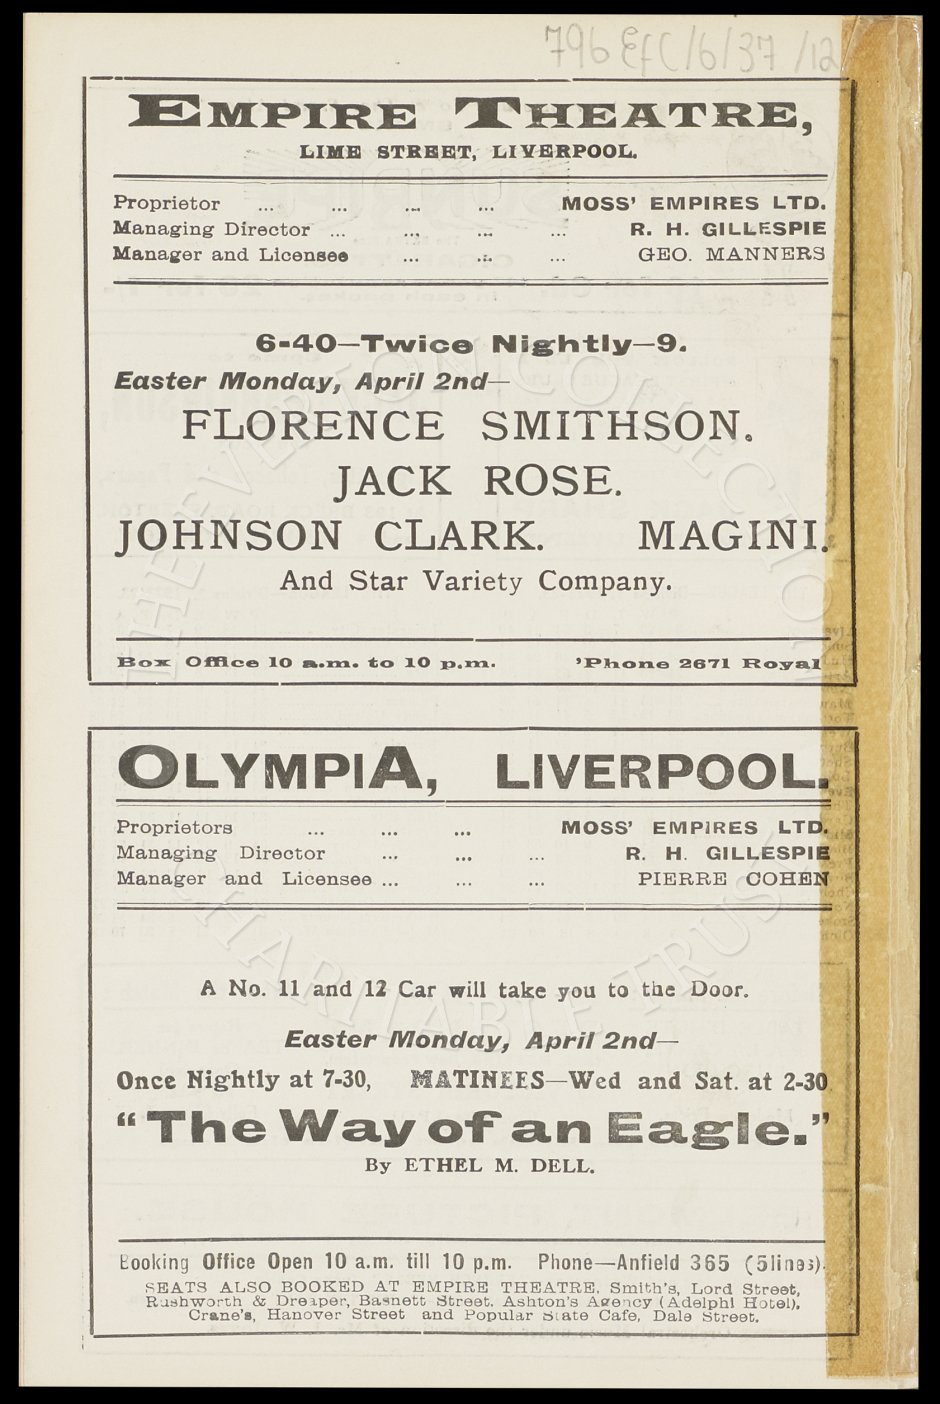 796 EFC/6/37/12
EMPIRE THEATRE,
LIME STREET, LIVERPOOL.
Proprietor ... ... ... ... MOSS' EMPIRES LTD.
Managing Director ... ... ... ... R. H. GILLESPIE
Manager and Licensee ... ... ... GEO. MANNERS
6-40—Twice Nightly—9.
Easter Monday, April 2nd—
FLORENCE SMITHSON.
JACK ROSE.
JOHNSON CLARK. MAGINI.
And Star Variety Company.
Box Office 10 a.m. to 10 p.m. 'Phone 2671 Royal
OLYMPIA, LIVERPOOL.
Proprietors ... ... ... MOSS' EMPIRES LTD.
Managing Director ... ... ... R. H. GILLESPIE
Manager and Licensee ... ... ... PIERRE COHEN
A No. 11 and 12 Car will take you to the Door.
Easter Monday, April 2nd—
Once Nightly at 7-30, MATINEES—Wed and Sat. at 2-30
"The Way of an Eagle."
By ETHEL M. DELL.
Booking Office Open 10 a.m. till 10 p.m. Phone—Anfield 365 (5 lines).
SEATS ALSO BOOKED AT EMPIRE THEATRE, Smith's, Lord Street,
Rushworth & Dreaper, Basnett Street, Ashton's Agency (Adelphi Hotel),
Crane's, Hanover Street and Popular State Cafe, Dale Street.
THE EVERTON COLLECTION
CHARITABLE TRUST